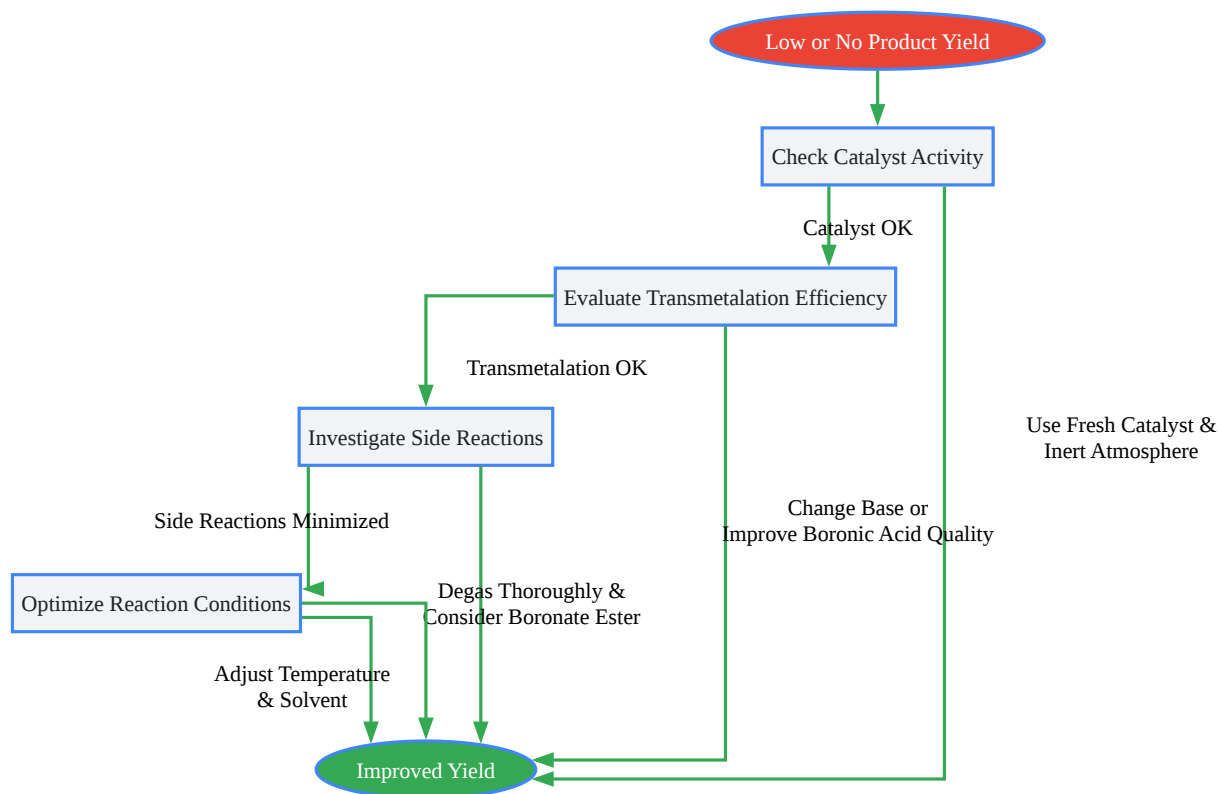 Low or No Product Yield
Check Catalyst Activity
Catalyst OK
Evaluate Transmetalation Efficiency
Transmetalation OK
Use Fresh Catalyst &
Inert Atmosphere
Investigate Side Reactions
Change Base or
Improve Boronic Acid Quality
Side Reactions Minimized
Degas Thoroughly &
Consider Boronate Ester
Optimize Reaction Conditions
Adjust Temperature
& Solvent
Improved Yield